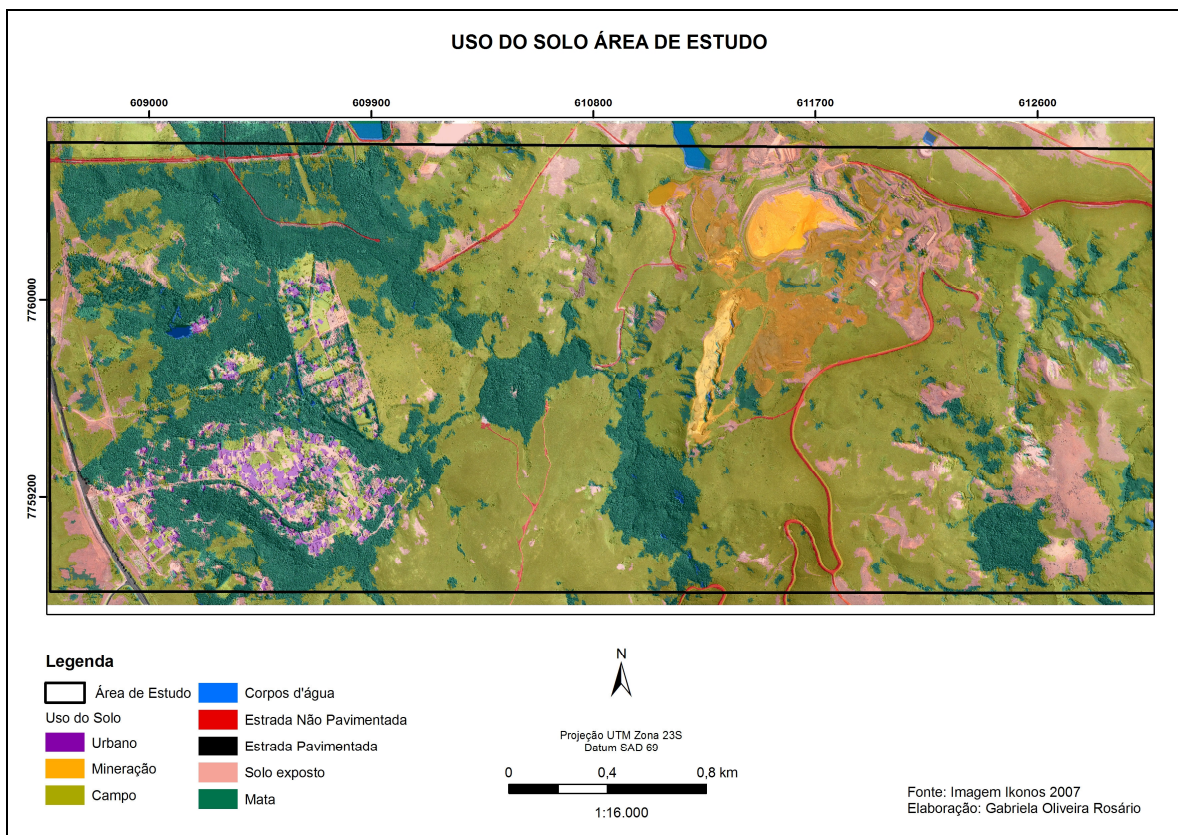 USO DO SOLO ÁREA DE ESTUDO
609000 609900 610800 611700 612600
7760000
7759200
Legenda
Área de Estudo
Uso do Solo
Urbano
Mineração
Campo
Corpos d'água
Estrada Não Pavimentada
Estrada Pavimentada
Solo exposto
Mata
N
Projeção UTM Zona 23S
Datum SAD 69
0 0,4 0,8 km
1:16.000
Fonte: Imagem Ikonos 2007
Elaboração: Gabriela Oliveira Rosário